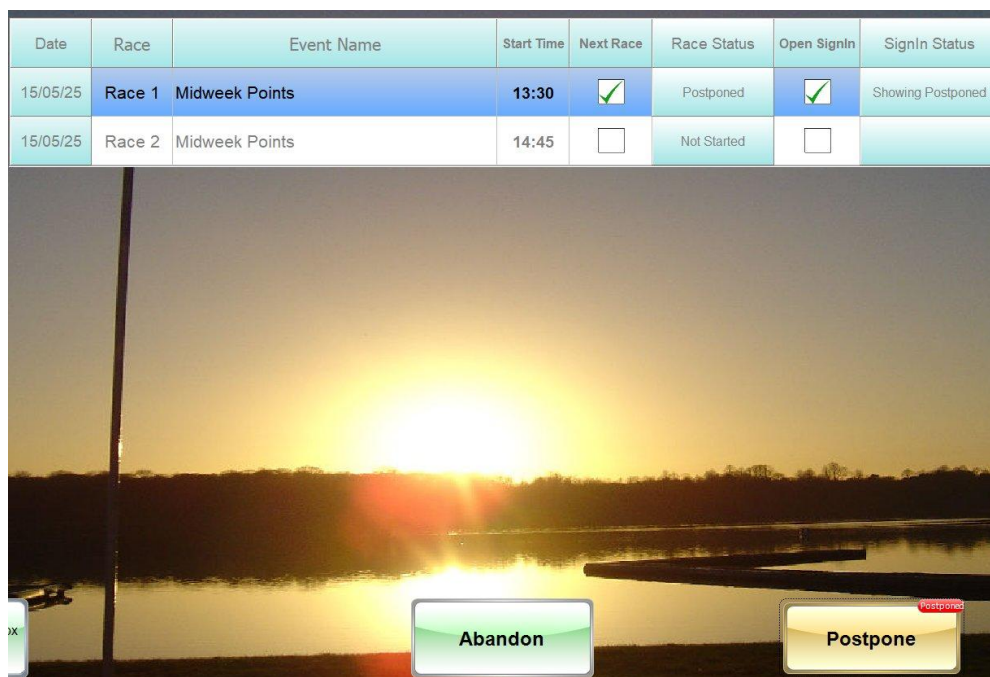 Date Race Event Name Start Time Next Race Race Status Open SignIn SignIn Status
15/05/25 Race 1 Midweek Points 13:30 Postponed Showing Postponed
15/05/25 Race 2 Midweek Points 14:45 Not Started
Postponed
ox Abandon Postpone